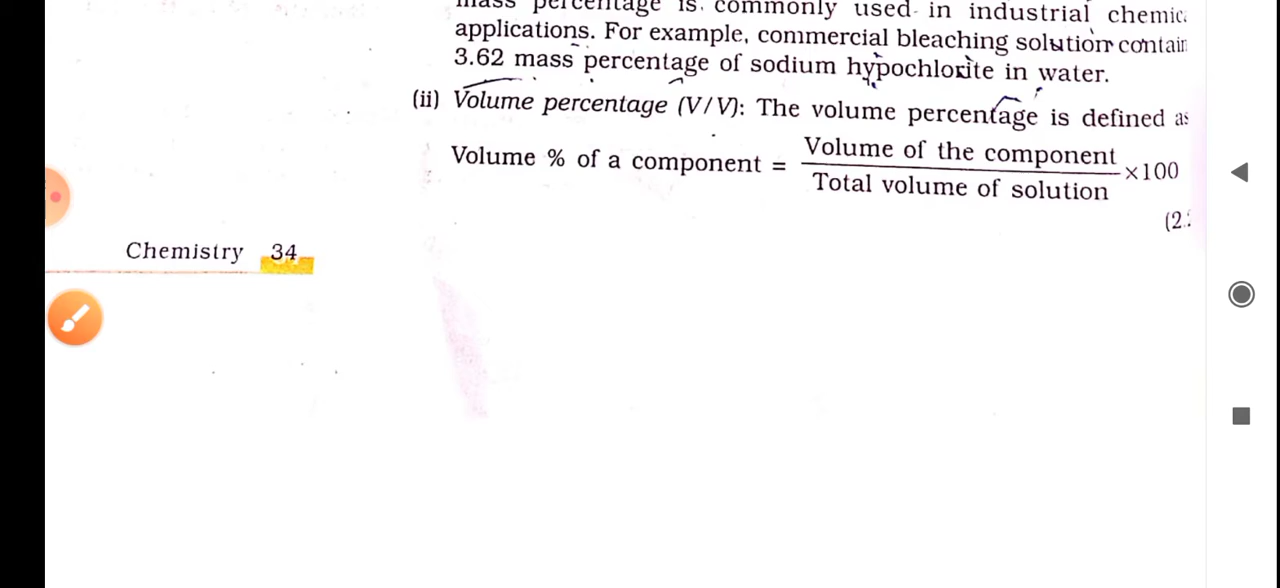 mass percentage is commonly used in industrial
applications. For example, commercial bleaching solution
3.62 mass percentage of sodium hypochlorite in water.
(ii) Volume percentage (V/V): The volume percentage is defined as
Volume % of a component = Volume of the component / Total volume of solution ×100
(2.
Chemistry 34